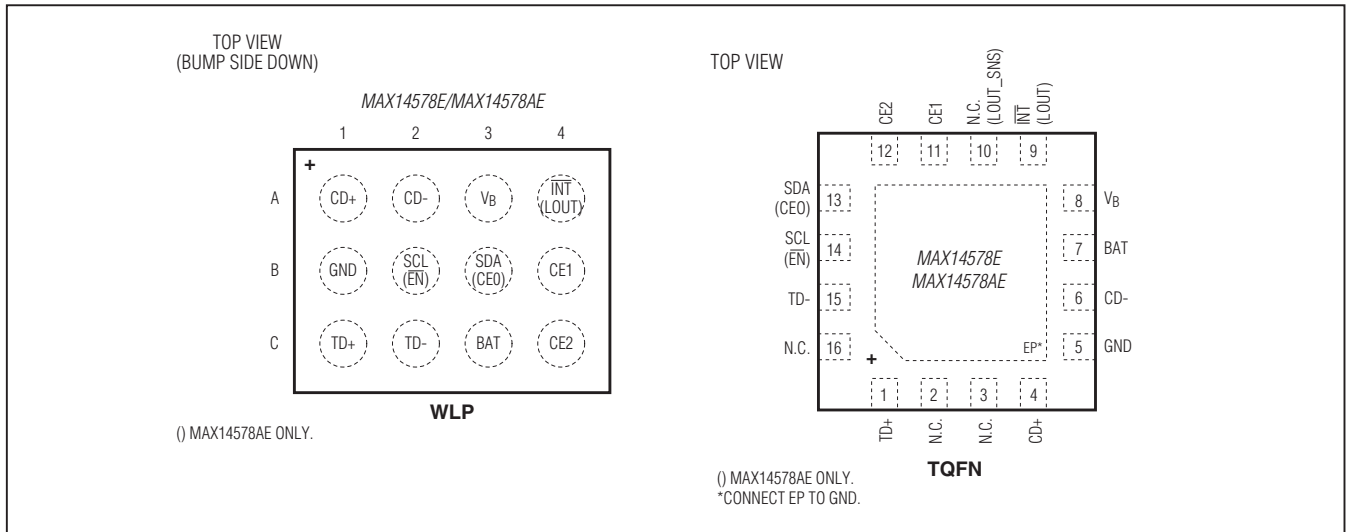 TOP VIEW
(BUMP SIDE DOWN)
MAX14578E/MAX14578AE
1 2 3 4
+
A CD+ CD- VB INT
(LOUT)
B GND SCL
(EN) SDA
(CE0) CE1
C TD+ TD- BAT CE2
WLP
() MAX14578AE ONLY.
TOP VIEW
CE2
CE1
N.C.
(LOUT_SNS)
INT
(LOUT)
12 11 10 9
SDA
(CE0) 13
SCL
(EN) 14
TD- 15
N.C. 16
MAX14578E
MAX14578AE
8 VB
7 BAT
6 CD-
5 GND
EP*
+
1 2 3 4
TD+
N.C.
N.C.
CD+
TQFN
() MAX14578AE ONLY.
*CONNECT EP TO GND.